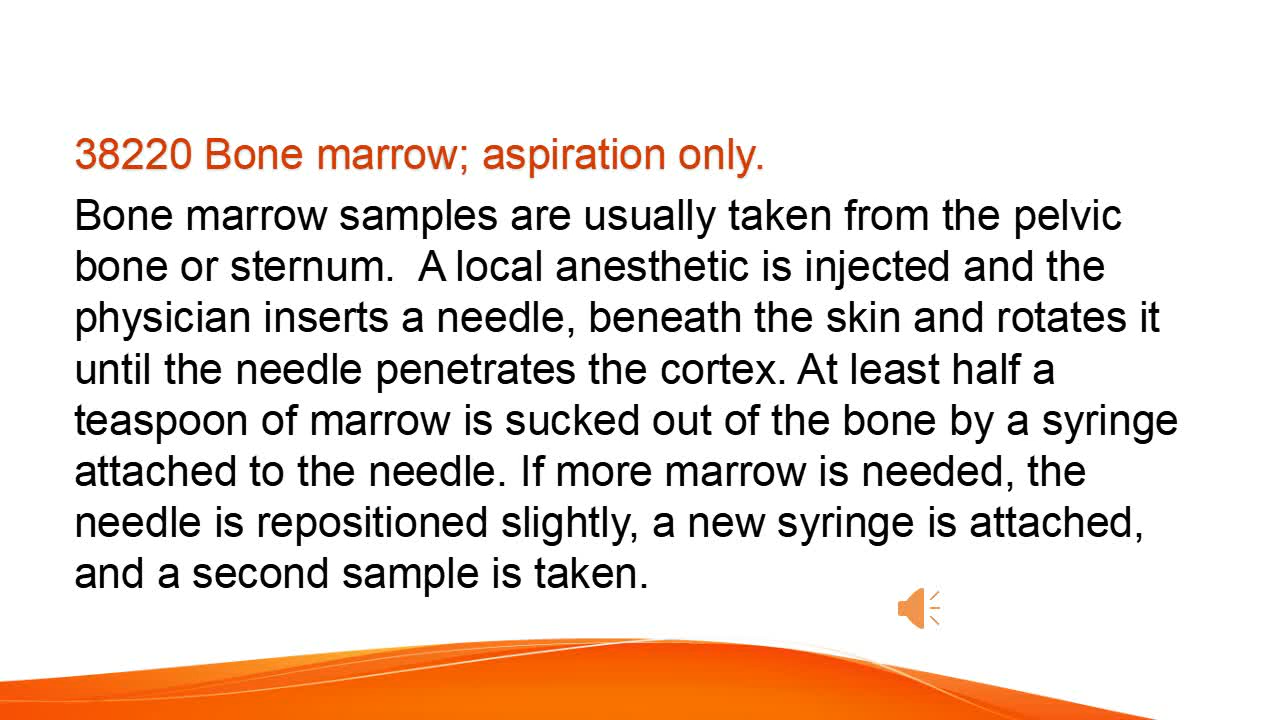 38220 Bone marrow; aspiration only.
Bone marrow samples are usually taken from the pelvic
bone or sternum.  A local anesthetic is injected and the
physician inserts a needle, beneath the skin and rotates it
until the needle penetrates the cortex. At least half a
teaspoon of marrow is sucked out of the bone by a syringe
attached to the needle. If more marrow is needed, the
needle is repositioned slightly, a new syringe is attached,
and a second sample is taken.